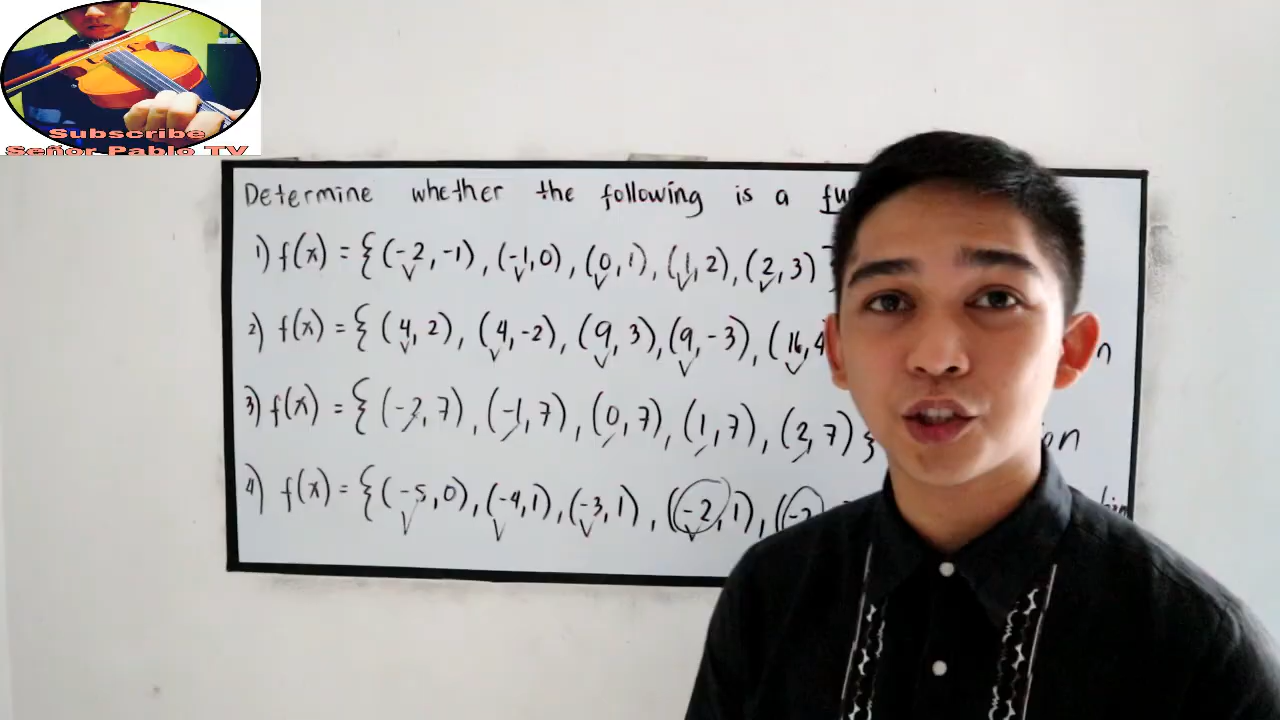 Subscribe
Señor Pablo TV
Determine whether the following is a
1) f(x) = {(-2, -1), (-1, 0), (0, 1), (1, 2), (2, 3)}
2) f(x) = {(4, 2), (4, -2), (9, 3), (9, -3), (16, 4
3) f(x) = {(-2, 7), (-1, 7), (0, 7), (1, 7), (2, 7)}
4) f(x) = {(-5, 0), (-4, 1), (-3, 1), (-2, 1), (-2